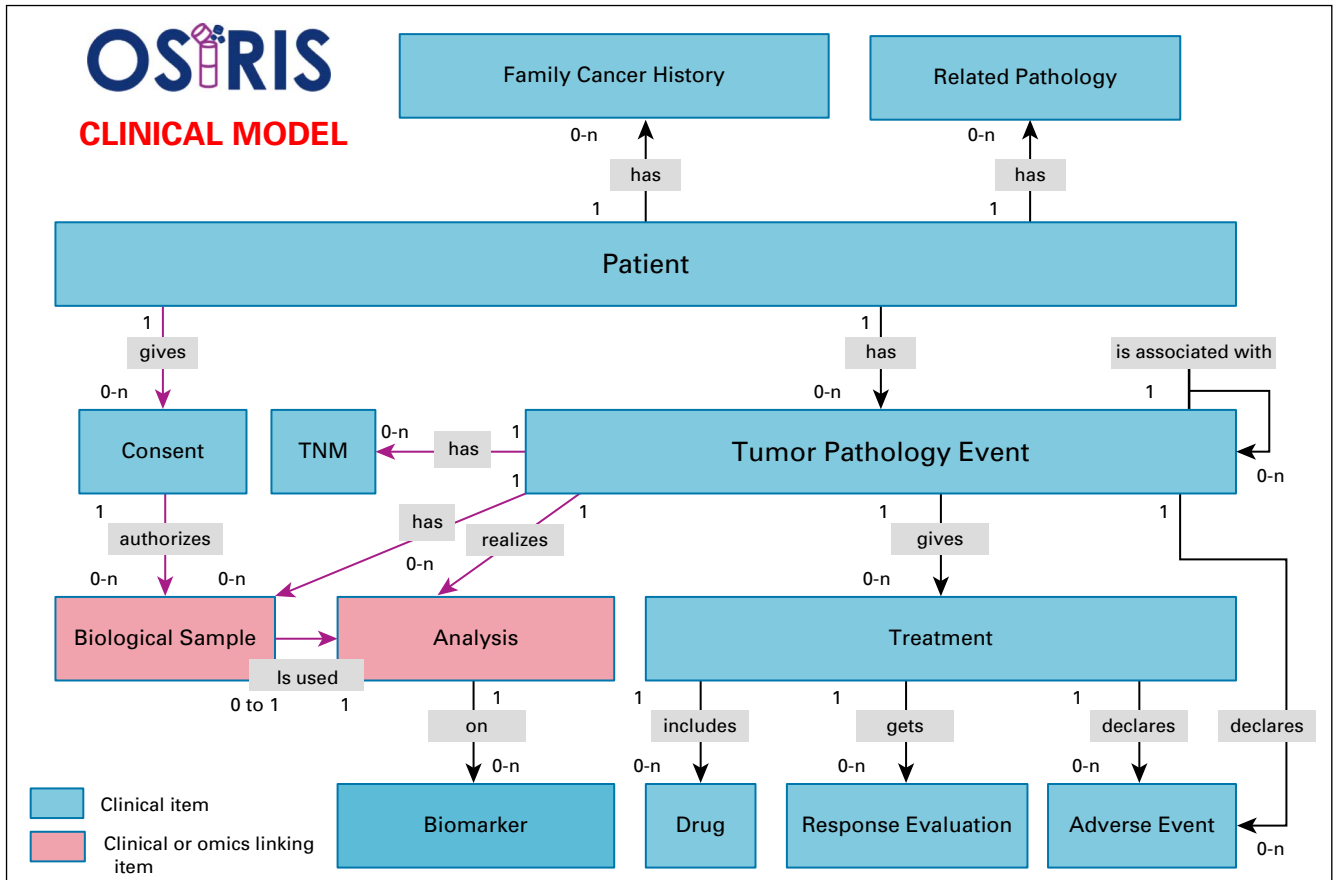 OSIRIS
CLINICAL MODEL
Family Cancer History
Related Pathology
0-n
0-n
has
has
1
1
Patient
1
1
gives
has
is associated with
0-n
0-n
1
Consent
TNM
0-n
has
1
Tumor Pathology Event
0-n
1
1
1
1
1
authorizes
has
realizes
gives
0-n
0-n
0-n
0-n
Biological Sample
Analysis
Treatment
Is used
0 to 1
1
1
1
1
1
on
includes
gets
declares
declares
0-n
0-n
0-n
0-n
Biomarker
Drug
Response Evaluation
Adverse Event
0-n
Clinical item
Clinical or omics linking
item